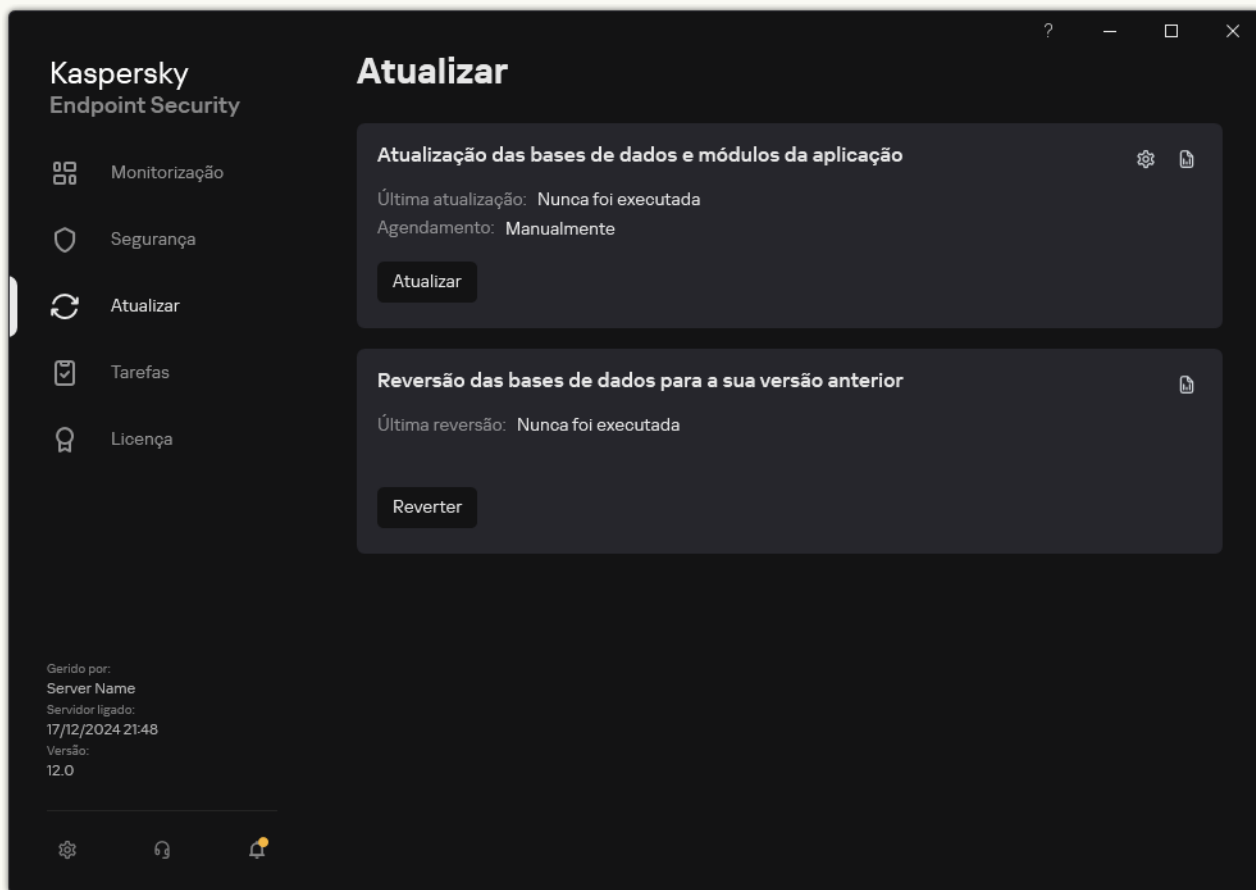 ?
Kaspersky
Endpoint Security
Monitorização
Segurança
Atualizar
Tarefas
Licença
Gerido por:
Server Name
Servidor ligado:
17/12/2024 21:48
Versão:
12.0
Atualizar
Atualização das bases de dados e módulos da aplicação
Última atualização: Nunca foi executada
Agendamento: Manualmente
Atualizar
Reversão das bases de dados para a sua versão anterior
Última reversão: Nunca foi executada
Reverter